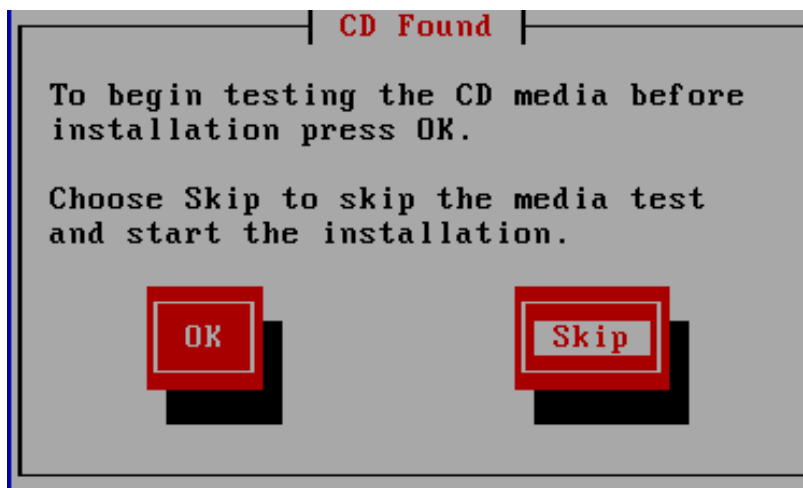 CD Found
To begin testing the CD media before
installation press OK.
Choose Skip to skip the media test
and start the installation.
OK
Skip